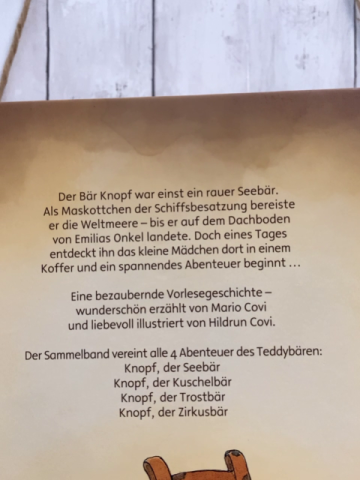 Der Bär Knopf war einst ein rauer Seebär.
Als Maskottchen der Schiffsbesatzung bereiste
er die Weltmeere – bis er auf dem Dachboden
von Emilias Onkel landete. Doch eines Tages
entdeckt ihn das kleine Mädchen dort in einem
Koffer und ein spannendes Abenteuer beginnt ...
Eine bezaubernde Vorlesegeschichte –
wunderschön erzählt von Mario Covi
und liebevoll illustriert von Hildrun Covi.
Der Sammelband vereint alle 4 Abenteuer des Teddybären:
Knopf, der Seebär
Knopf, der Kuschelbär
Knopf, der Trostbär
Knopf, der Zirkusbär